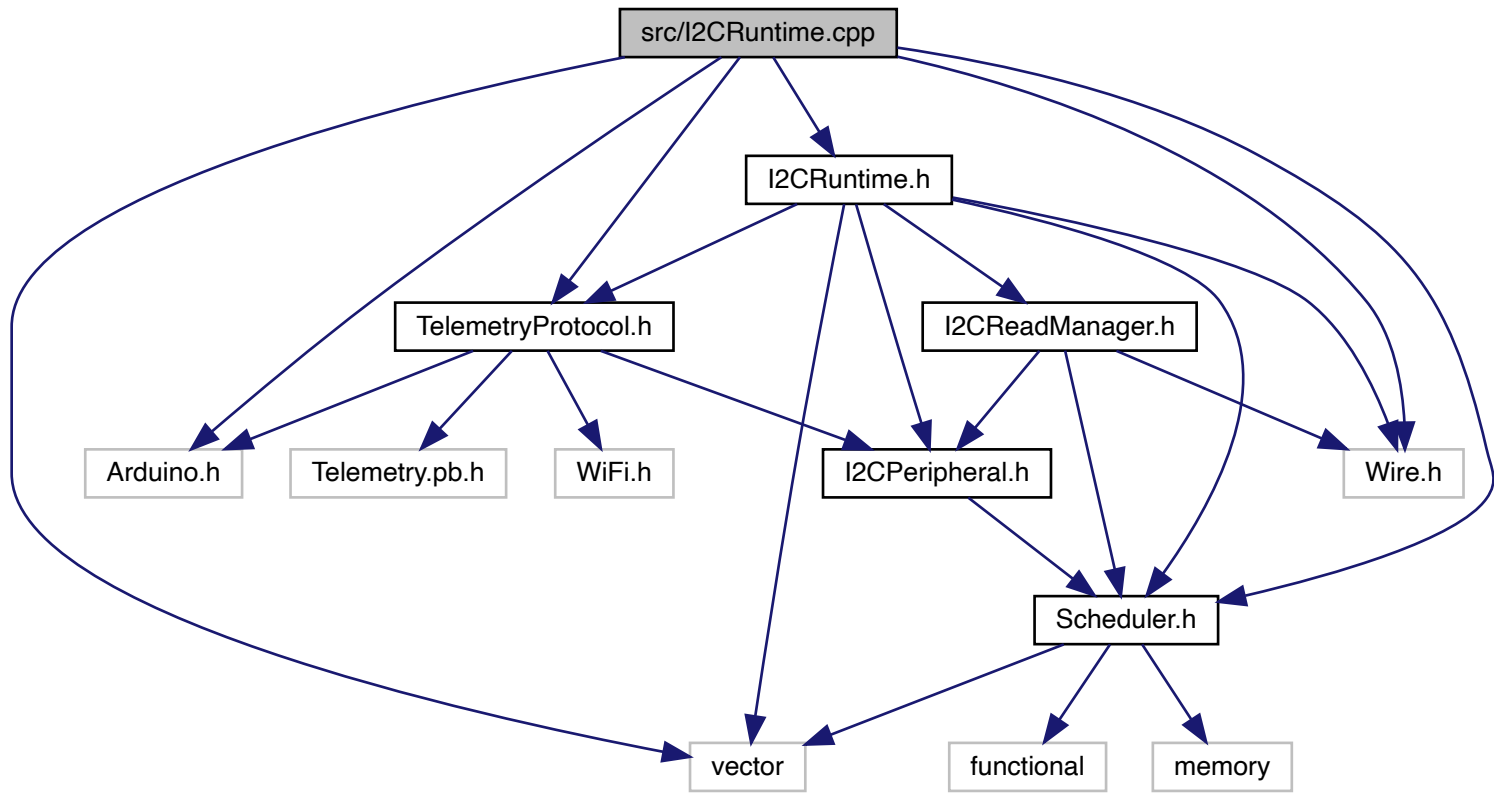 src/I2CRuntime.cpp
I2CRuntime.h
TelemetryProtocol.h
I2CReadManager.h
Arduino.h
Telemetry.pb.h
WiFi.h
I2CPeripheral.h
Wire.h
Scheduler.h
vector
functional
memory